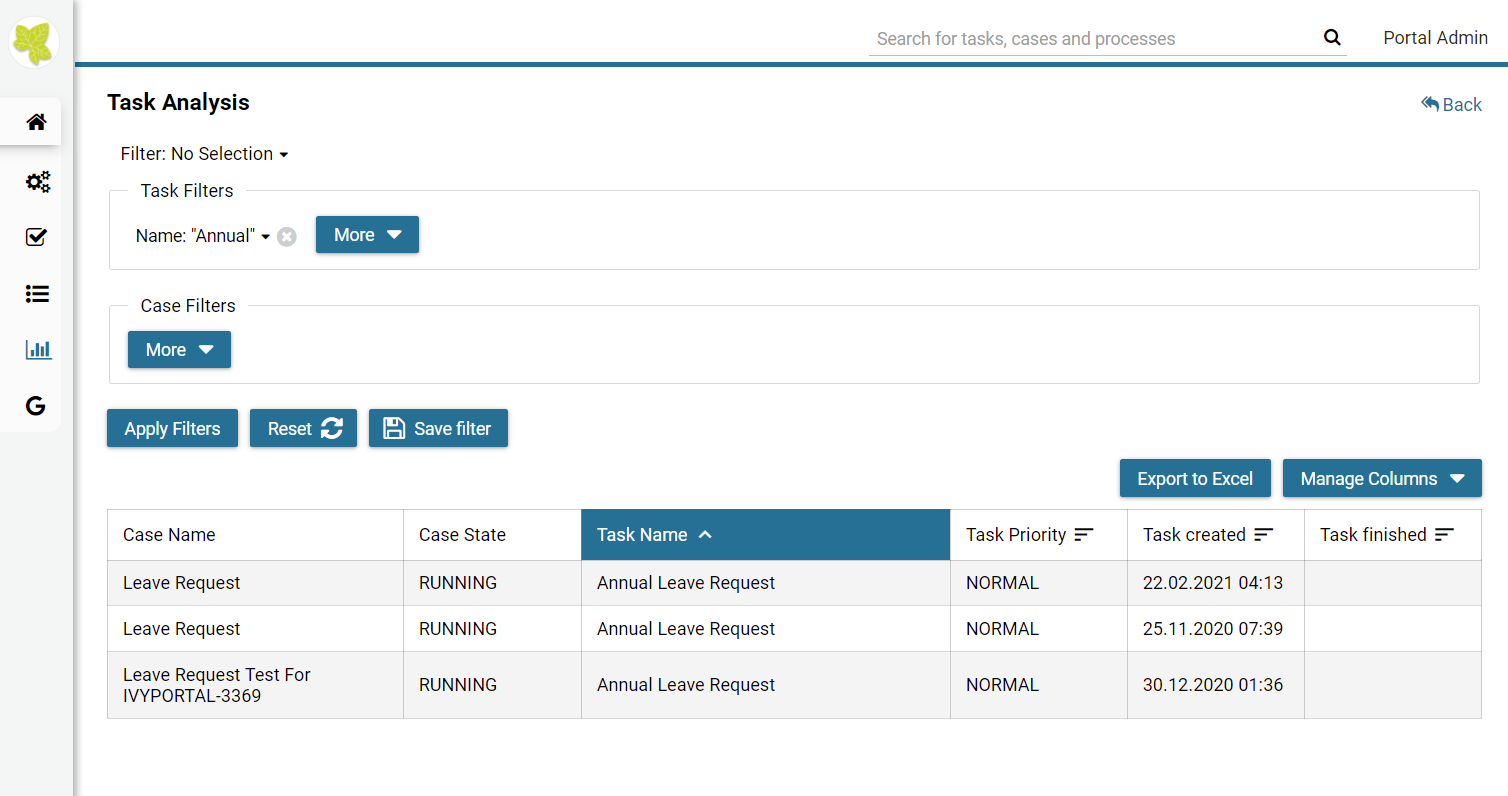 Search for tasks, cases and processes
Portal Admin
Task Analysis
Back
Filter: No Selection
Task Filters
Name: "Annual"
More
Case Filters
More
Apply Filters
Reset
Save filter
Export to Excel
Manage Columns
Case Name
Case State
Task Name
Task Priority
Task created
Task finished
Leave Request
RUNNING
Annual Leave Request
NORMAL
22.02.2021 04:13
Leave Request
RUNNING
Annual Leave Request
NORMAL
25.11.2020 07:39
Leave Request Test For
IVYPORTAL-3369
RUNNING
Annual Leave Request
NORMAL
30.12.2020 01:36